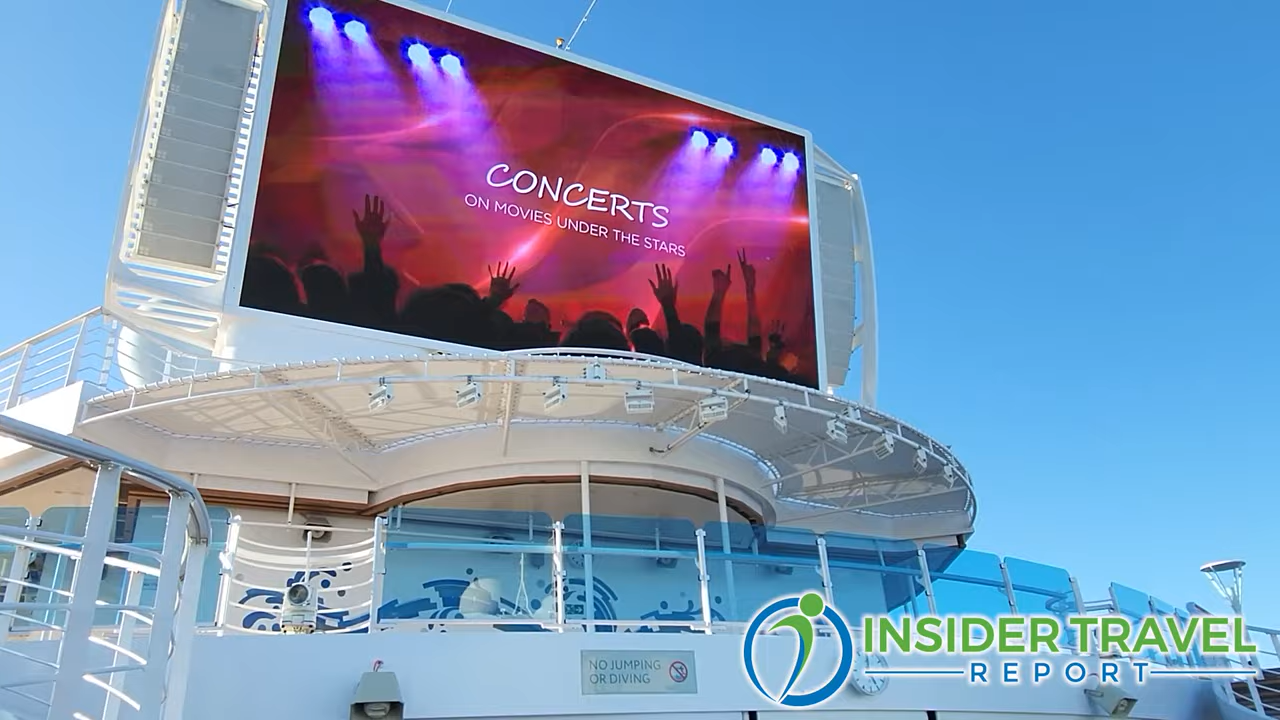 CONCERTS
ON MOVIES UNDER THE STARS
NO JUMPING
OR DIVING
INSIDER TRAVEL
REPORT